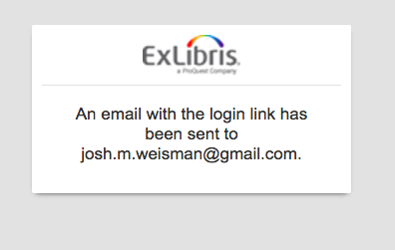 ExLibris.
a ProQuest Company
An email with the login link has
been sent to
josh.m.weisman@gmail.com.